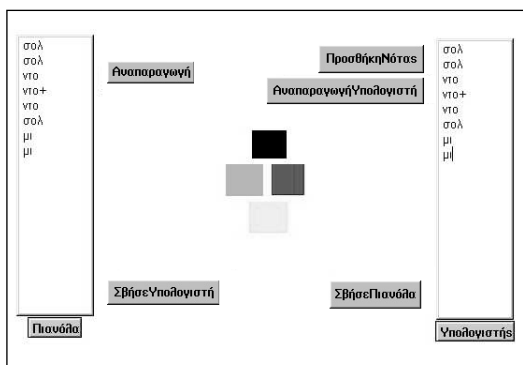 σολ
σολ
ντο
ντο+
ντο
σολ
μι
μι
Αναπαραγωγή
ΠροσθήκηΝότας
ΑναπαραγωγήΥπολογιστή
σολ
σολ
ντο
ντο+
ντο
σολ
μι
μι
ΣβήσεΥπολογιστή
ΣβήσεΠιανόλα
Πιανόλα
Υπολογιστής